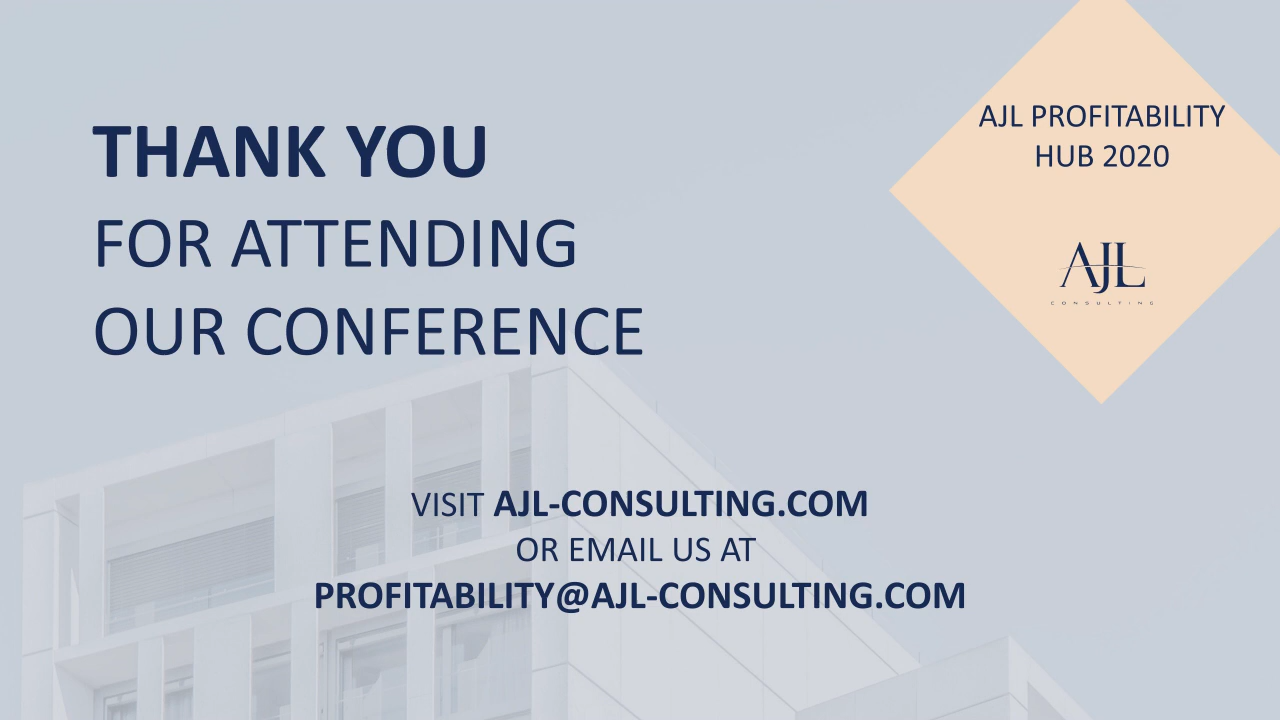 THANK YOU
FOR ATTENDING
OUR CONFERENCE
AJL PROFITABILITY
HUB 2020
AJL
CONSULTING
VISIT AJL-CONSULTING.COM
OR EMAIL US AT
PROFITABILITY@AJL-CONSULTING.COM